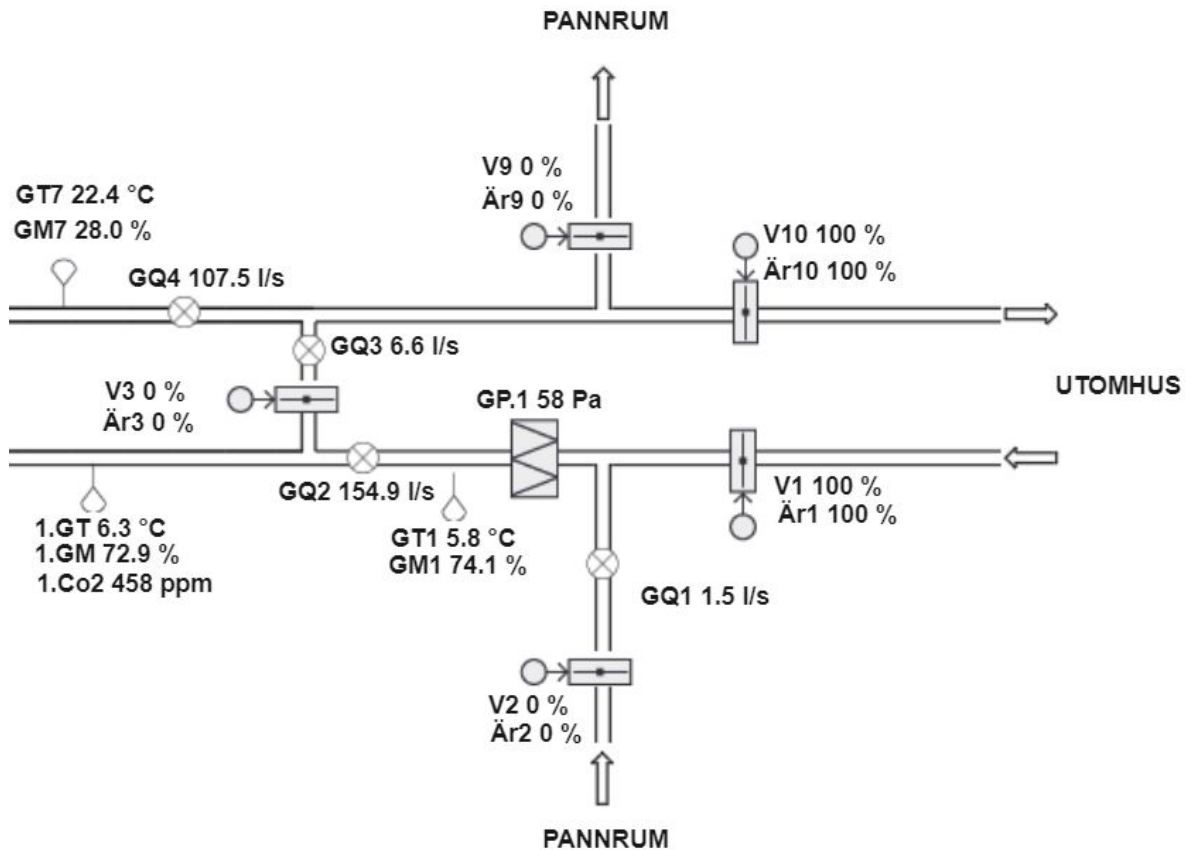 PANNRUM
V9 0 %
Är9 0 %
GT7 22.4 °C
GM7 28.0 %
V10 100 %
Är10 100 %
GQ4 107.5 l/s
GQ3 6.6 l/s
V3 0 %
Är3 0 %
GP.1 58 Pa
UTOMHUS
GQ2 154.9 l/s
V1 100 %
Är1 100 %
1.GT 6.3 °C
1.GM 72.9 %
1.Co2 458 ppm
GT1 5.8 °C
GM1 74.1 %
GQ1 1.5 l/s
V2 0 %
Är2 0 %
PANNRUM